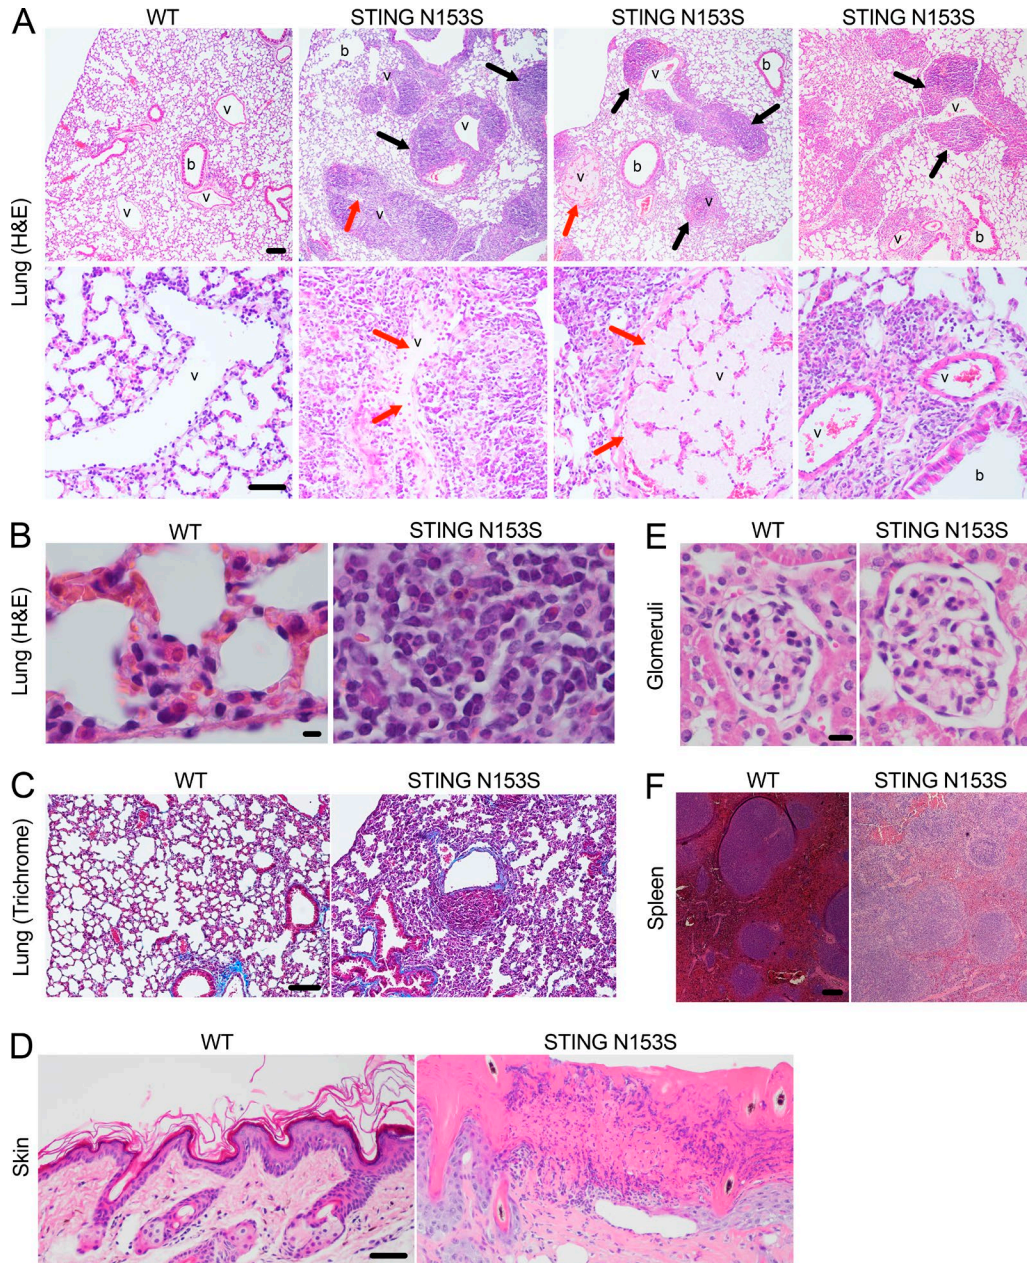 A
WT
STING N153S
STING N153S
STING N153S
Lung (H&E)
v
b
v
v
b
v
v
v
v
b
v
b
v
v
v
v
b
v
v
v
v
v
b
B
WT
STING N153S
Lung (H&E)
E
WT
STING N153S
Glomeruli
C
WT
STING N153S
Lung (Trichrome)
F
WT
STING N153S
Spleen
D
WT
STING N153S
Skin